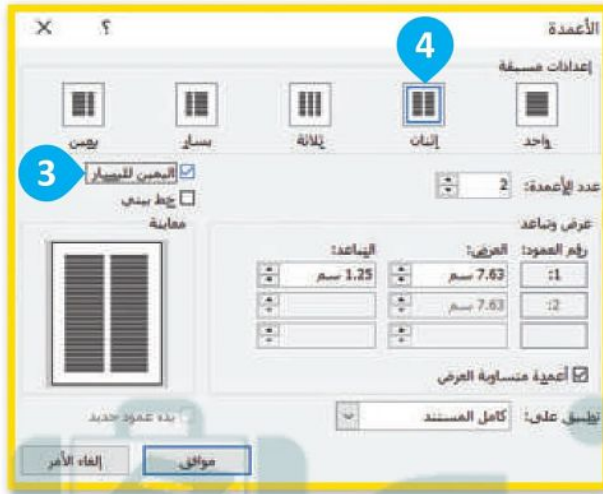 الأعمدة ؟ ×
4
إعدادات مسبقة
واحد إثنان ثلاثة يسار يمين
عدد الأعمدة: 2
اليمين لليسار 3
خط بيني
عرض وتباعد
معاينة
رقم العمود: العرض: التباعد:
1: 7.63 سم 1.25 سم
2: 7.63 سم
أعمدة متساوية العرض
تطبيق على: كامل المستند
بدء عمود جديد
موافق إلغاء الأمر